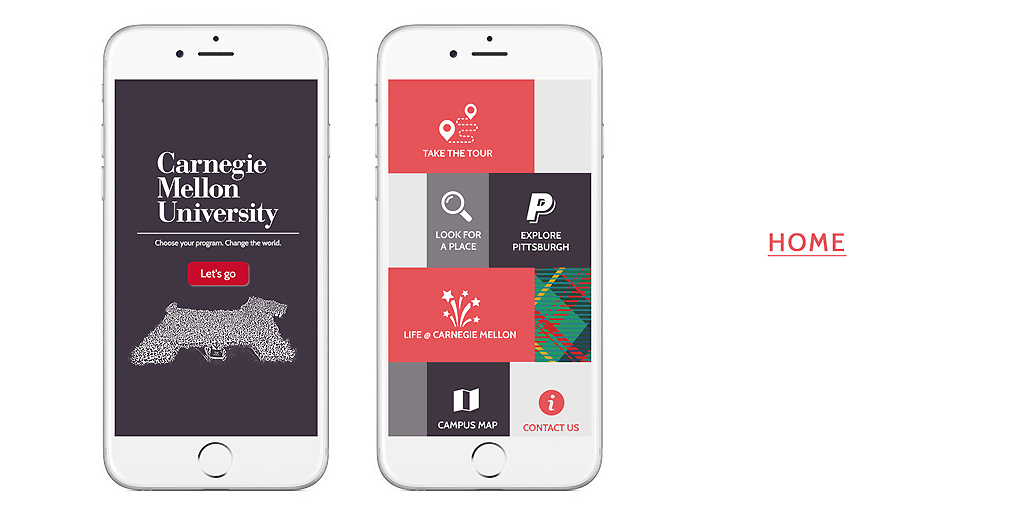 Carnegie
Mellon
University
Choose your program. Change the world.
Let's go
TAKE THE TOUR
LOOK FOR
A PLACE
EXPLORE
PITTSBURGH
LIFE @ CARNEGIE MELLON
CAMPUS MAP
CONTACT US
HOME